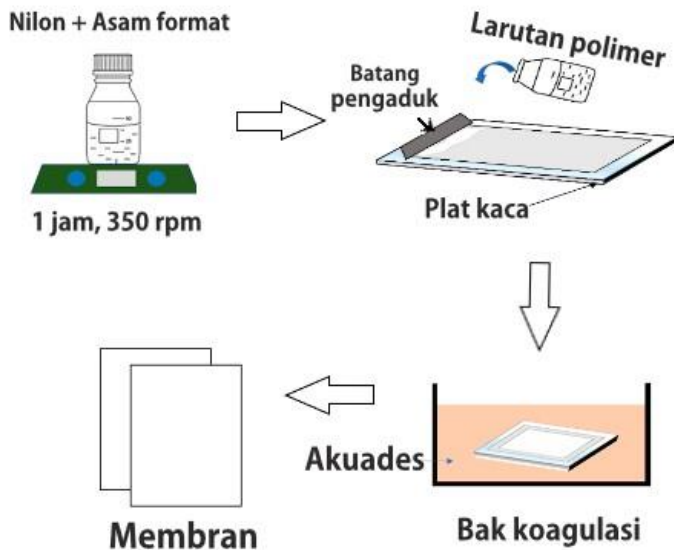 Nilon + Asam format
1 jam, 350 rpm
Larutan polimer
Batang
pengaduk
Plat kaca
Akuades
Bak koagulasi
Membran